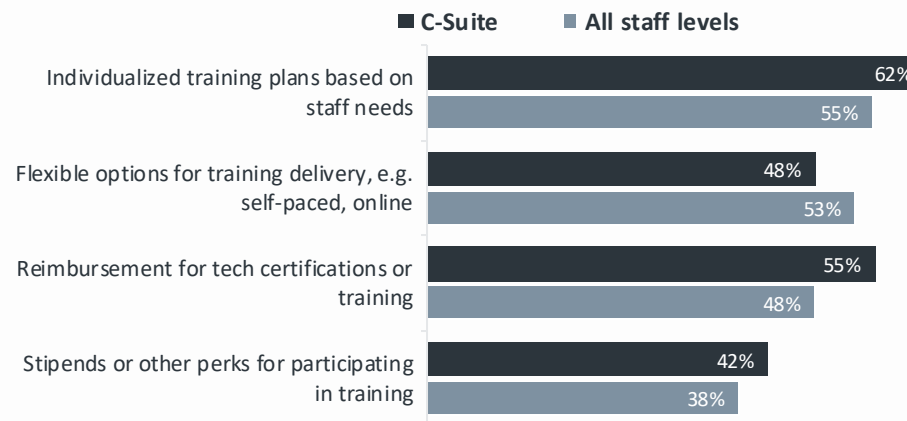 C-Suite All staff levels
Individualized training plans based on
staff needs
62%
55%
Flexible options for training delivery, e.g.
self-paced, online
48%
53%
Reimbursement for tech certifications or
training
55%
48%
Stipends or other perks for participating
in training
42%
38%